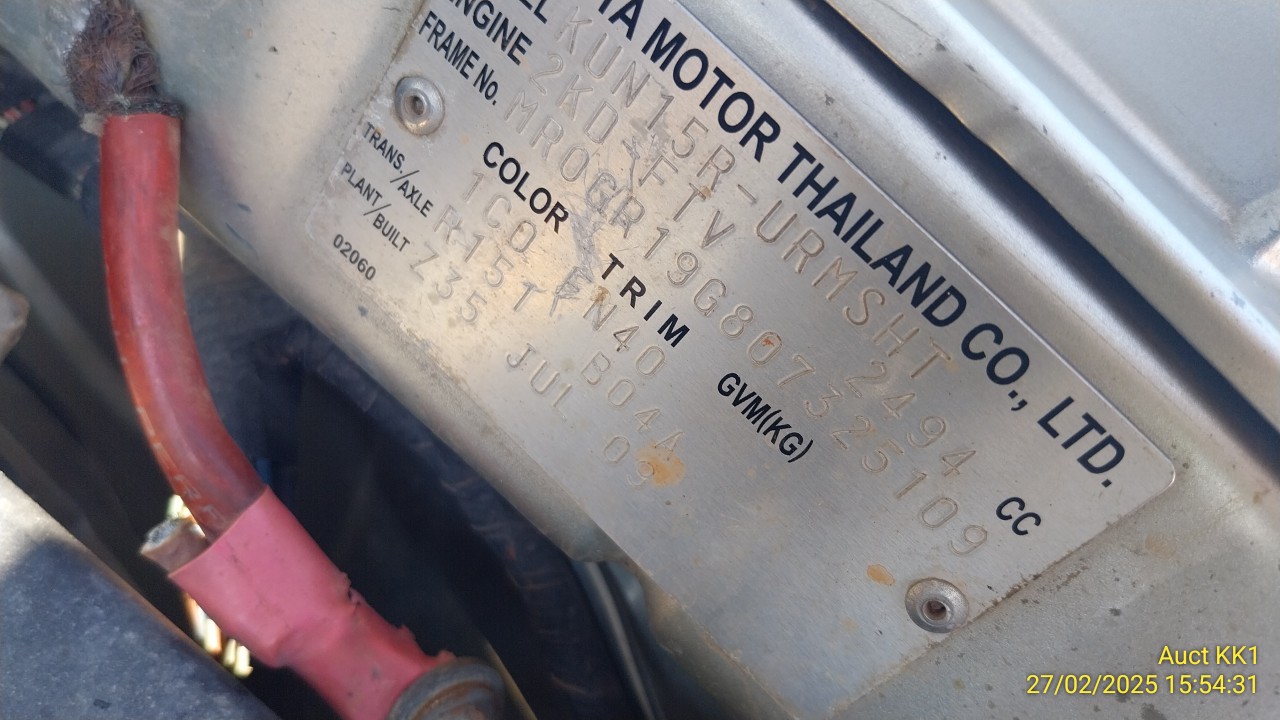 TA MOTOR THAILAND CO., LTD.
EL KUN15R-URMSHT
ENGINE 2KD-FTV 2494 CC
FRAME No. MR0GR19G807325109
COLOR TRIM GVM(KG)
1C0 FN40
TRANS./AXLE R151 B04A
PLANT/BUILT Z35 JUL 09
02060
Auct KK1
27/02/2025 15:54:31